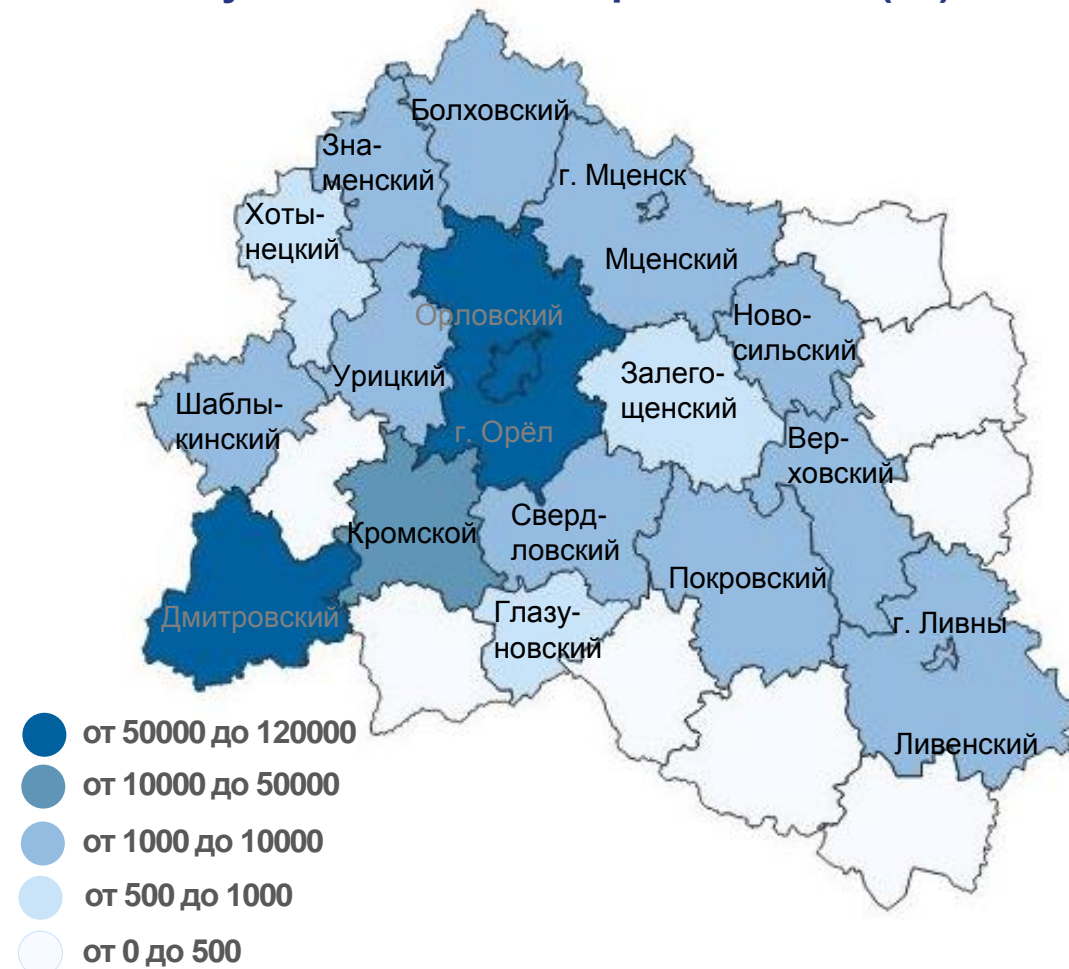 Болховский
Зна-
менский
г. Мценск
Хоты-
нецкий
Мценский
Орловский
Ново-
сильский
Урицкий
Залего-
щенский
Шаблы-
кинский
г. Орёл
Вер-
ховский
Кромской
Сверд-
ловский
Покровский
Дмитровский
Глазу-
новский
г. Ливны
Ливенский
от 50000 до 120000
от 10000 до 50000
от 1000 до 10000
от 500 до 1000
от 0 до 500